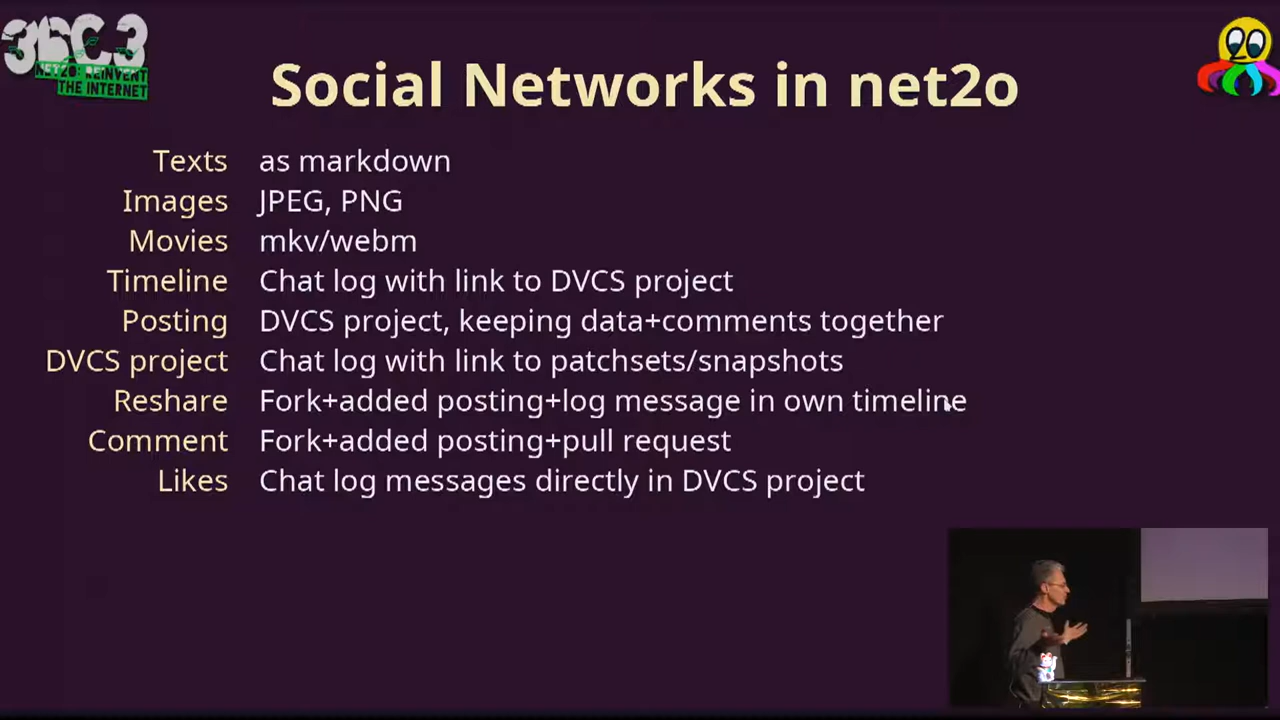 36C3
NET2O: REINVENT
THE INTERNET
Social Networks in net2o
Texts as markdown
Images JPEG, PNG
Movies mkv/webm
Timeline Chat log with link to DVCS project
Posting DVCS project, keeping data+comments together
DVCS project Chat log with link to patchsets/snapshots
Reshare Fork+added posting+log message in own timeline
Comment Fork+added posting+pull request
Likes Chat log messages directly in DVCS project